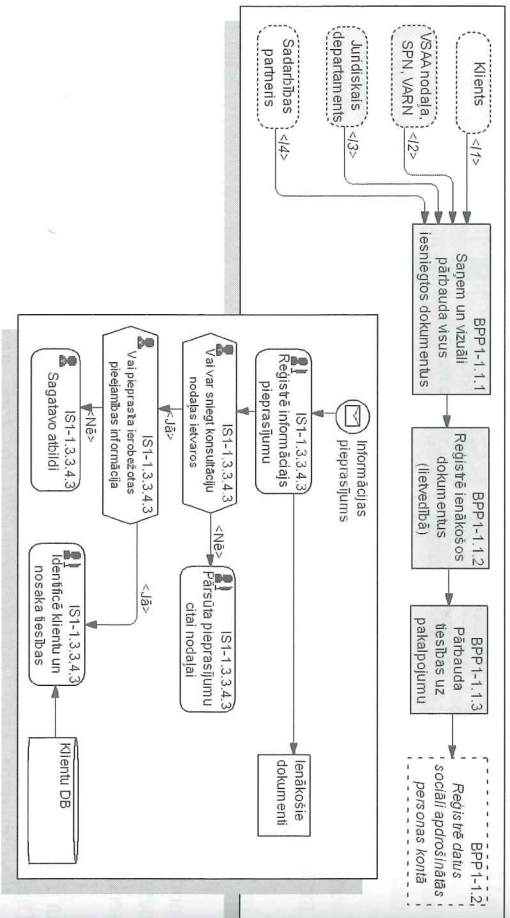 Klients
VSAA nodaļa,
SPN, VARN
Juridiskais
departaments
Sadarbības
partneris
</1>
</2>
</3>
</4>
BPP1-1.1.1
Saņem un vizuāli
pārbauda visus
iesniegtos dokumentus
BPP1-1.1.2
Reģistrē ienākošos
dokumentus
(lietvedībā)
BPP1-1.1.3
Pārbauda
tiesības uz
pakalpojumu
BPP1-1.2
Reģistrē datus
sociāli apdrošinātās
personas kontā
Informācijas
pieprasījums
IS1-1.3.3.4.3
Reģistrē informāciajs
pieprasījumu
Ienākošie
dokumenti
IS1-1.3.3.4.3
Vai var sniegt konsultāciju
nodaļas ietvaros
<Nē>
IS1-1.3.3.4.3
Pārsūta pieprasījumu
citai nodaļai
<Jā>
IS1-1.3.3.4.3
Vai pieprasīta ierobežotas
pieejamības informācija
<Jā>
<Nē>
IS1-1.3.3.4.3
Sagatavo atbildi
IS1-1.3.3.4.3
Identificē klientu un
nosaka tiesības
Klientu DB